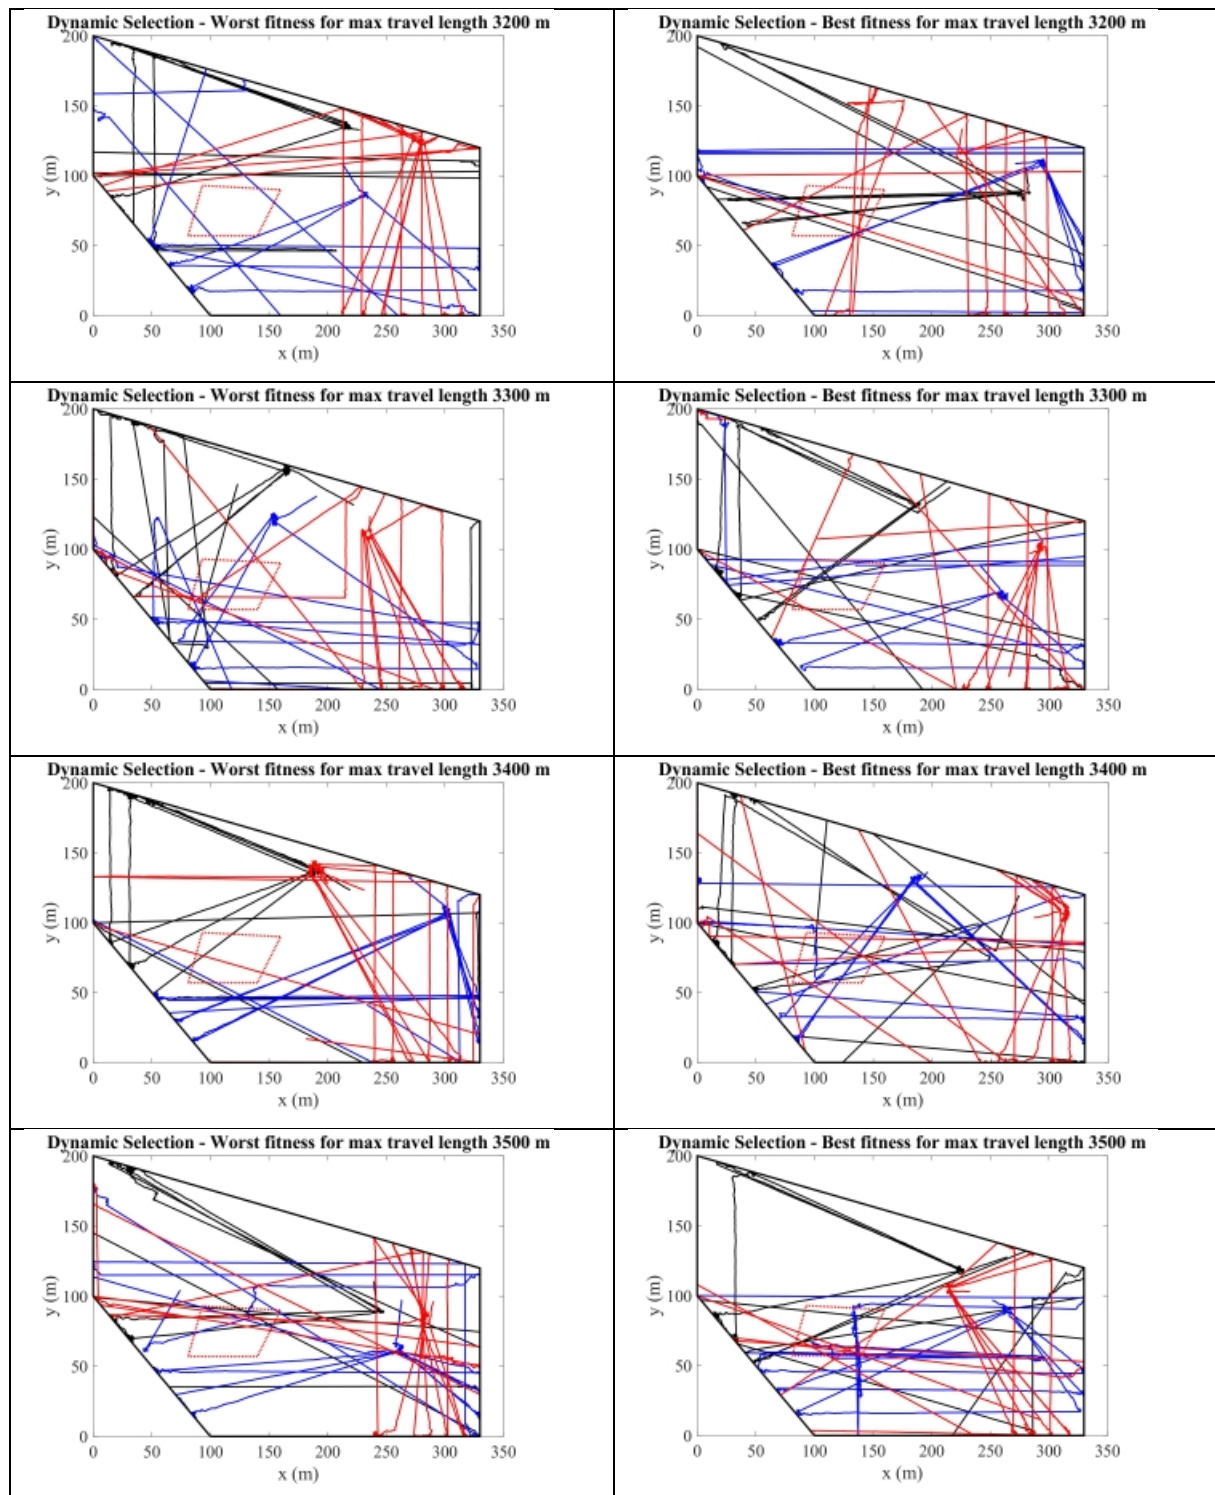 Dynamic Selection - Worst fitness for max travel length 3200 m
200
150
100
50
0
y (m)
0 50 100 150 200 250 300 350
x (m)
Dynamic Selection - Best fitness for max travel length 3200 m
200
150
100
50
0
y (m)
0 50 100 150 200 250 300 350
x (m)
Dynamic Selection - Worst fitness for max travel length 3300 m
200
150
100
50
0
y (m)
0 50 100 150 200 250 300 350
x (m)
Dynamic Selection - Best fitness for max travel length 3300 m
200
150
100
50
0
y (m)
0 50 100 150 200 250 300 350
x (m)
Dynamic Selection - Worst fitness for max travel length 3400 m
200
150
100
50
0
y (m)
0 50 100 150 200 250 300 350
x (m)
Dynamic Selection - Best fitness for max travel length 3400 m
200
150
100
50
0
y (m)
0 50 100 150 200 250 300 350
x (m)
Dynamic Selection - Worst fitness for max travel length 3500 m
200
150
100
50
0
y (m)
0 50 100 150 200 250 300 350
x (m)
Dynamic Selection - Best fitness for max travel length 3500 m
200
150
100
50
0
y (m)
0 50 100 150 200 250 300 350
x (m)